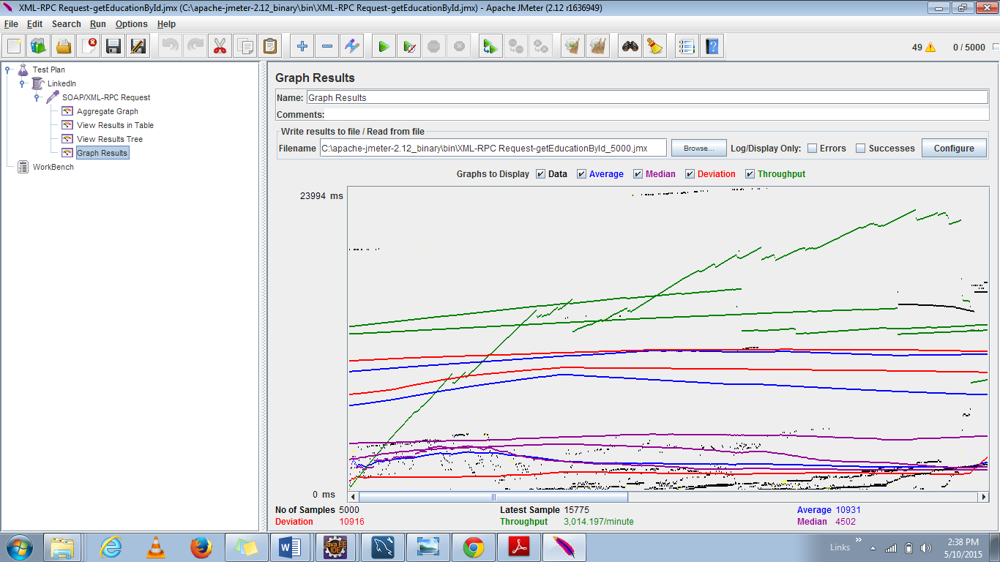 XML-RPC Request-getEducationById.jmx (C:\apache-jmeter-2.12_binary\bin\XML-RPC Request-getEducationById.jmx) - Apache JMeter (2.12 r1636949)
File Edit Search Run Options Help
49 0 / 5000
Test Plan
LinkedIn
SOAP/XML-RPC Request
Aggregate Graph
View Results in Table
View Results Tree
Graph Results
WorkBench
Graph Results
Name: Graph Results
Comments:
Write results to file / Read from file
Filename C:\apache-jmeter-2.12_binary\bin\XML-RPC Request-getEducationById_5000.jmx Browse... Log/Display Only: Errors Successes Configure
Graphs to Display Data Average Median Deviation Throughput
23994 ms
0 ms
No of Samples 5000 Latest Sample 15775 Average 10931
Deviation 10916 Throughput 3,014.197/minute Median 4502
Java EE IDE
W
Links »
2:38 PM
5/10/2015